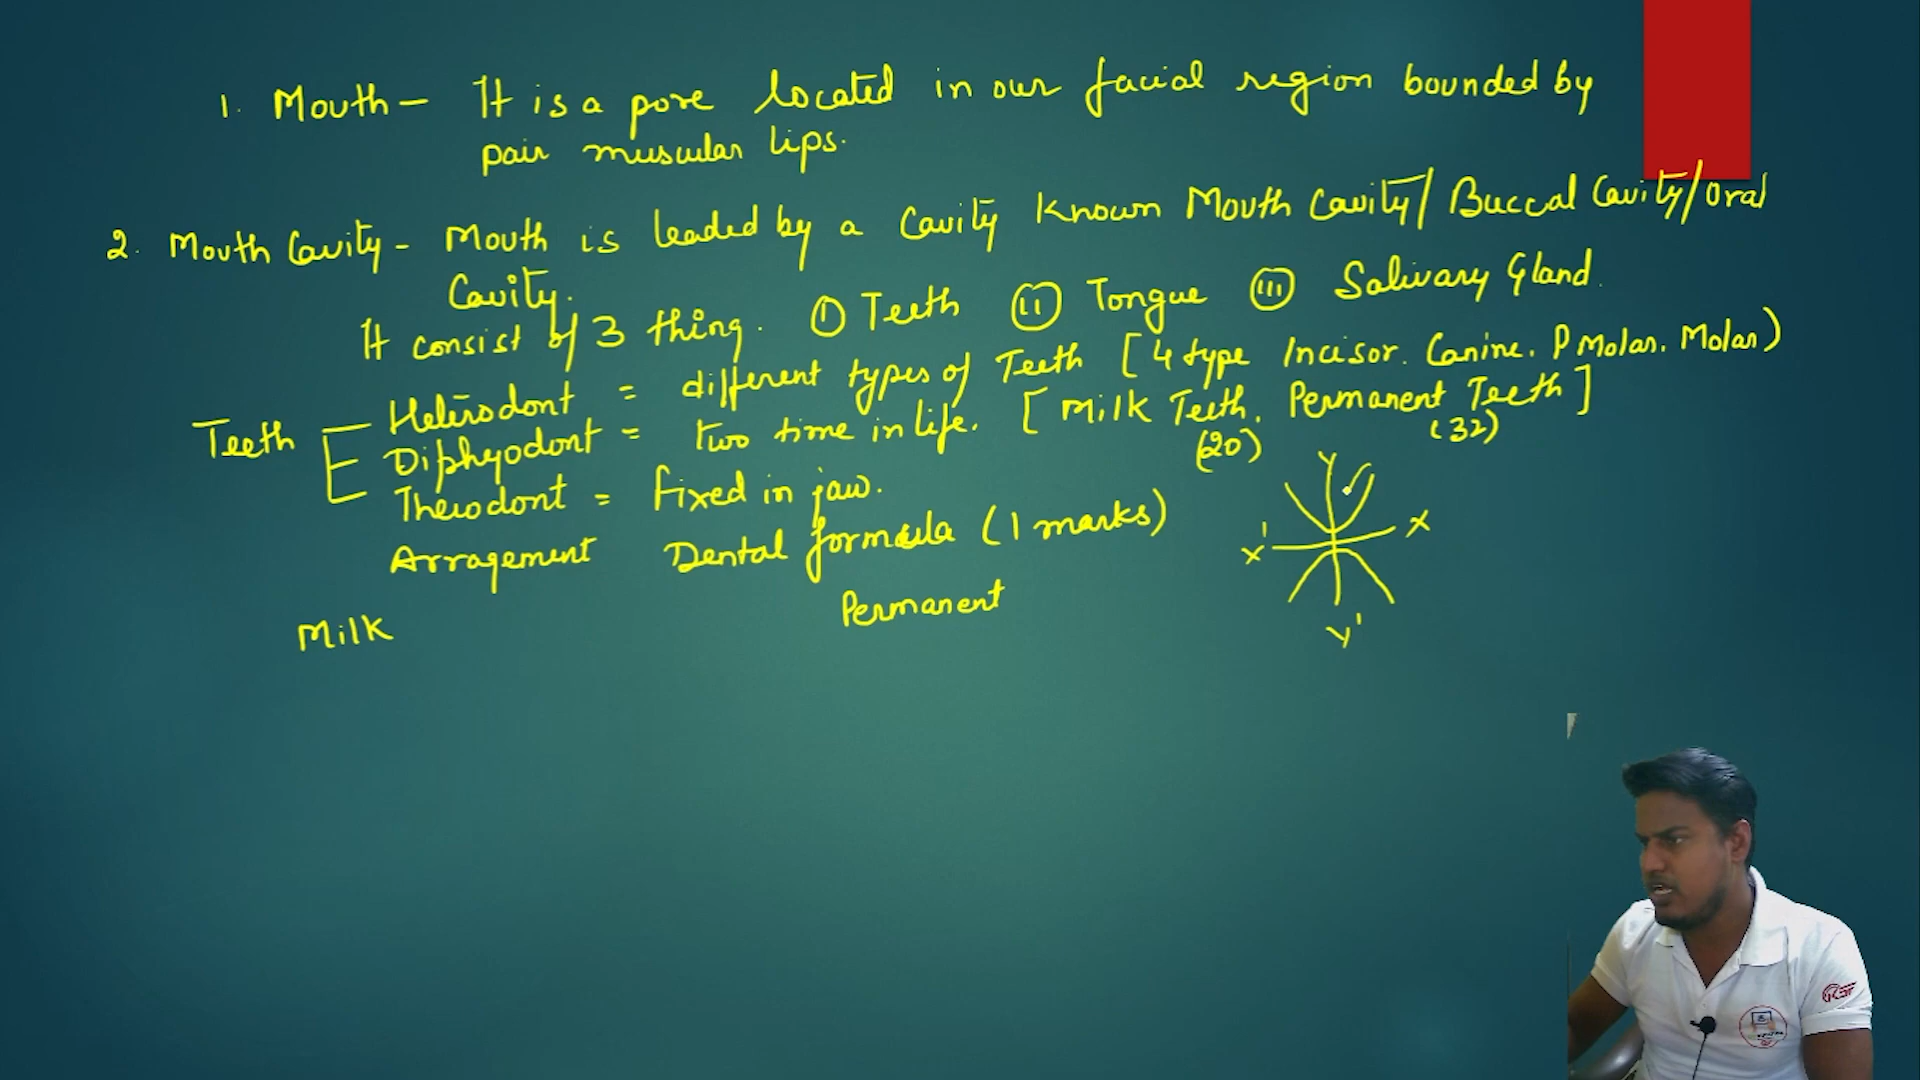 1. Mouth - It is a pore located in our facial region bounded by
pair muscular lips.
2. Mouth Cavity - Mouth is leaded by a Cavity Known Mouth Cavity/ Buccal Cavity/ Oral
Cavity.
It consist of 3 thing. (i) Teeth (ii) Tongue (iii) Salivary Gland.
Teeth Heterodont = different types of Teeth [4 type Incisor. Canine. P Molar. Molar)
Diphyodont = two time in life. [Milk Teeth, Permanent Teeth]
(20) (32)
Thecodont = fixed in jaw.
Arragement Dental formula (1 marks)
Milk Permanent
Y
X' X
Y'